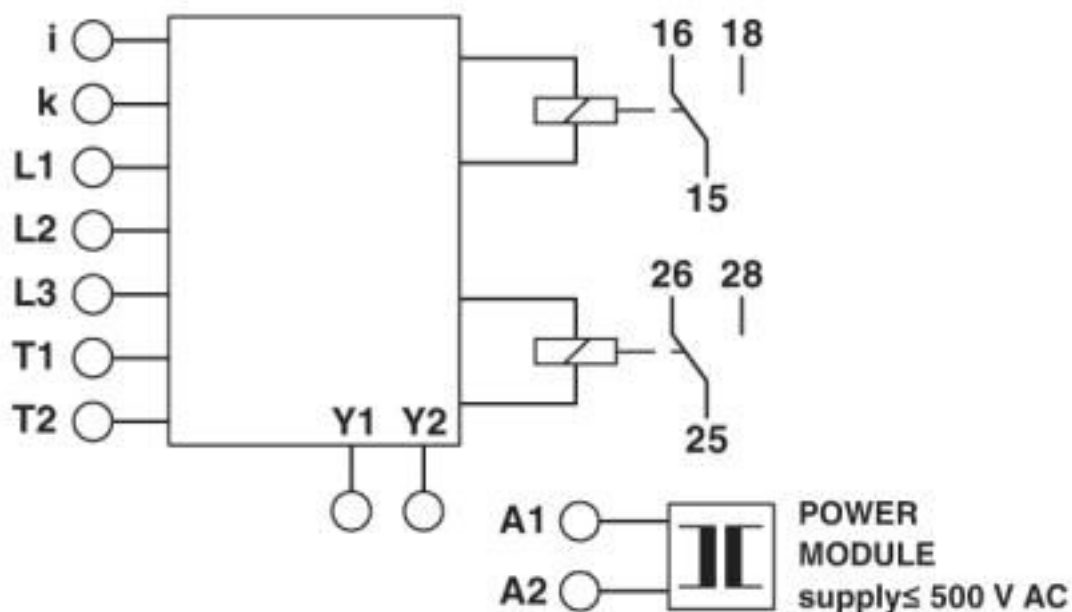 i
k
L1
L2
L3
T1
T2
Y1 Y2
16 18
15
26 28
25
A1
A2
POWER
MODULE
supply≤ 500 V AC